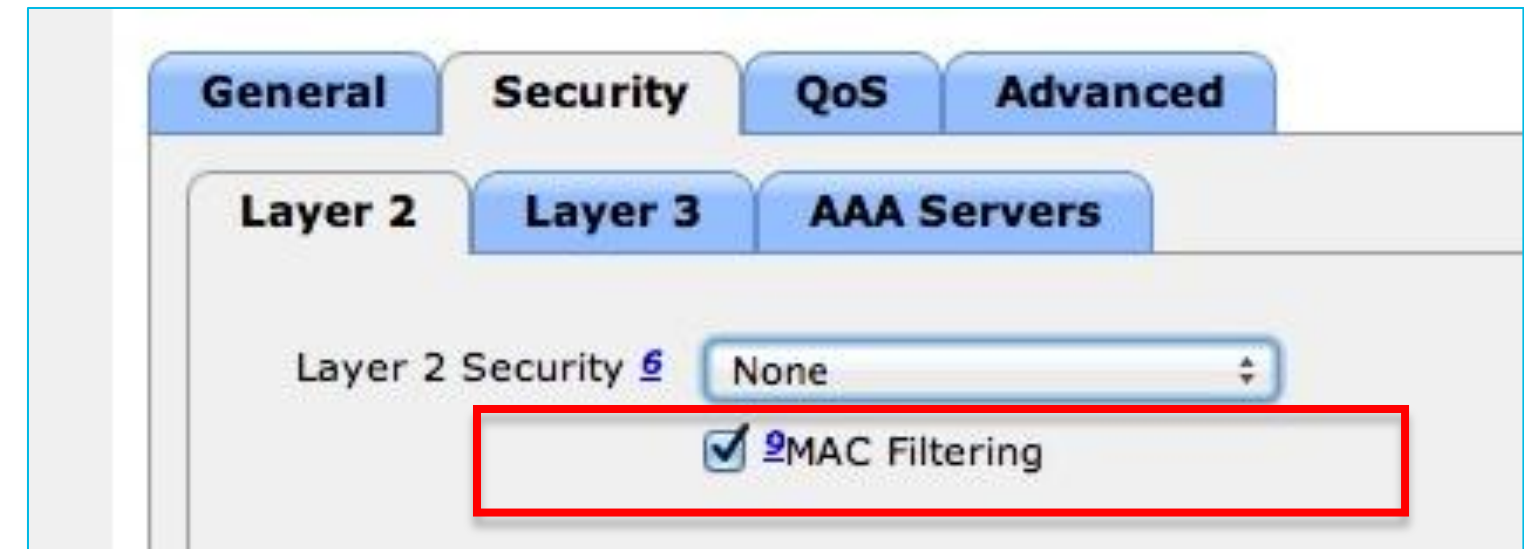 General Security QoS Advanced
Layer 2 Layer 3 AAA Servers
Layer 2 Security 6 None
9MAC Filtering